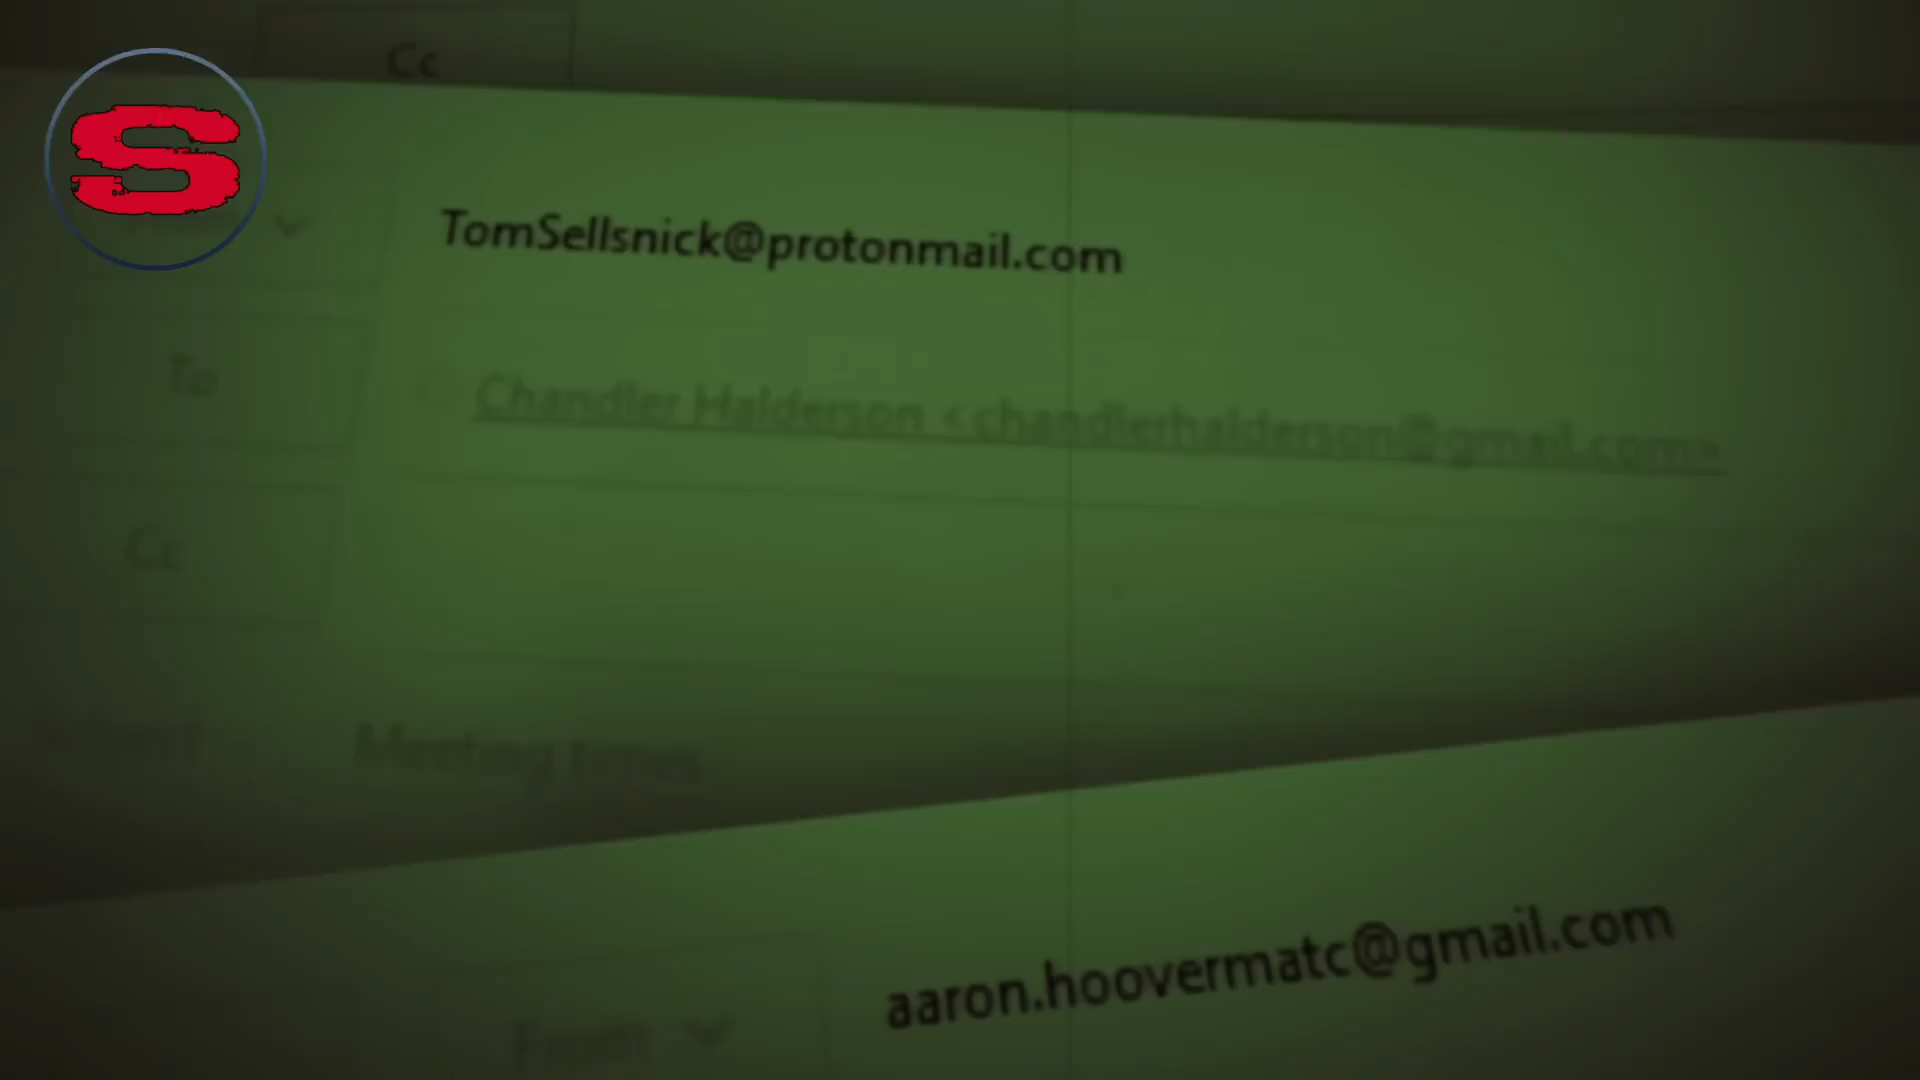 Cc
S
TomSellsnick@protonmail.com
To
Chandler Halderson <chandlerhalderson@gmail.com>
Cc
Meeting times
aaron.hoovermatc@gmail.com
From